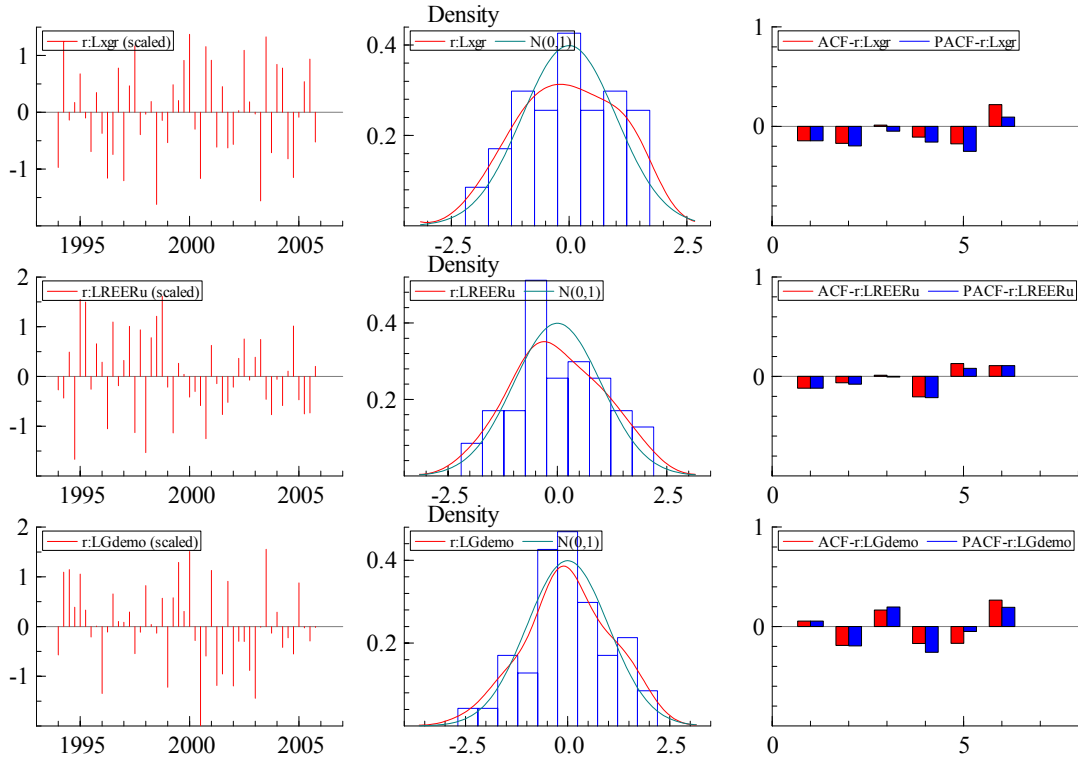 Density
r:Lxgr (scaled)
r:Lxgr N(0,1)
ACF-r:Lxgr PACF-r:Lxgr
1
0
-1
0.4
0.2
1
0
1995 2000 2005
-2.5 0.0 2.5
0 5
Density
r:LREERu (scaled)
r:LREERu N(0,1)
ACF-r:LREERu PACF-r:LREERu
2
1
0
-1
0.4
0.2
1
0
1995 2000 2005
-2.5 0.0 2.5
0 5
Density
r:LGdemo (scaled)
r:LGdemo N(0,1)
ACF-r:LGdemo PACF-r:LGdemo
2
1
0
-1
0.4
0.2
1
0
1995 2000 2005
-2.5 0.0 2.5
0 5